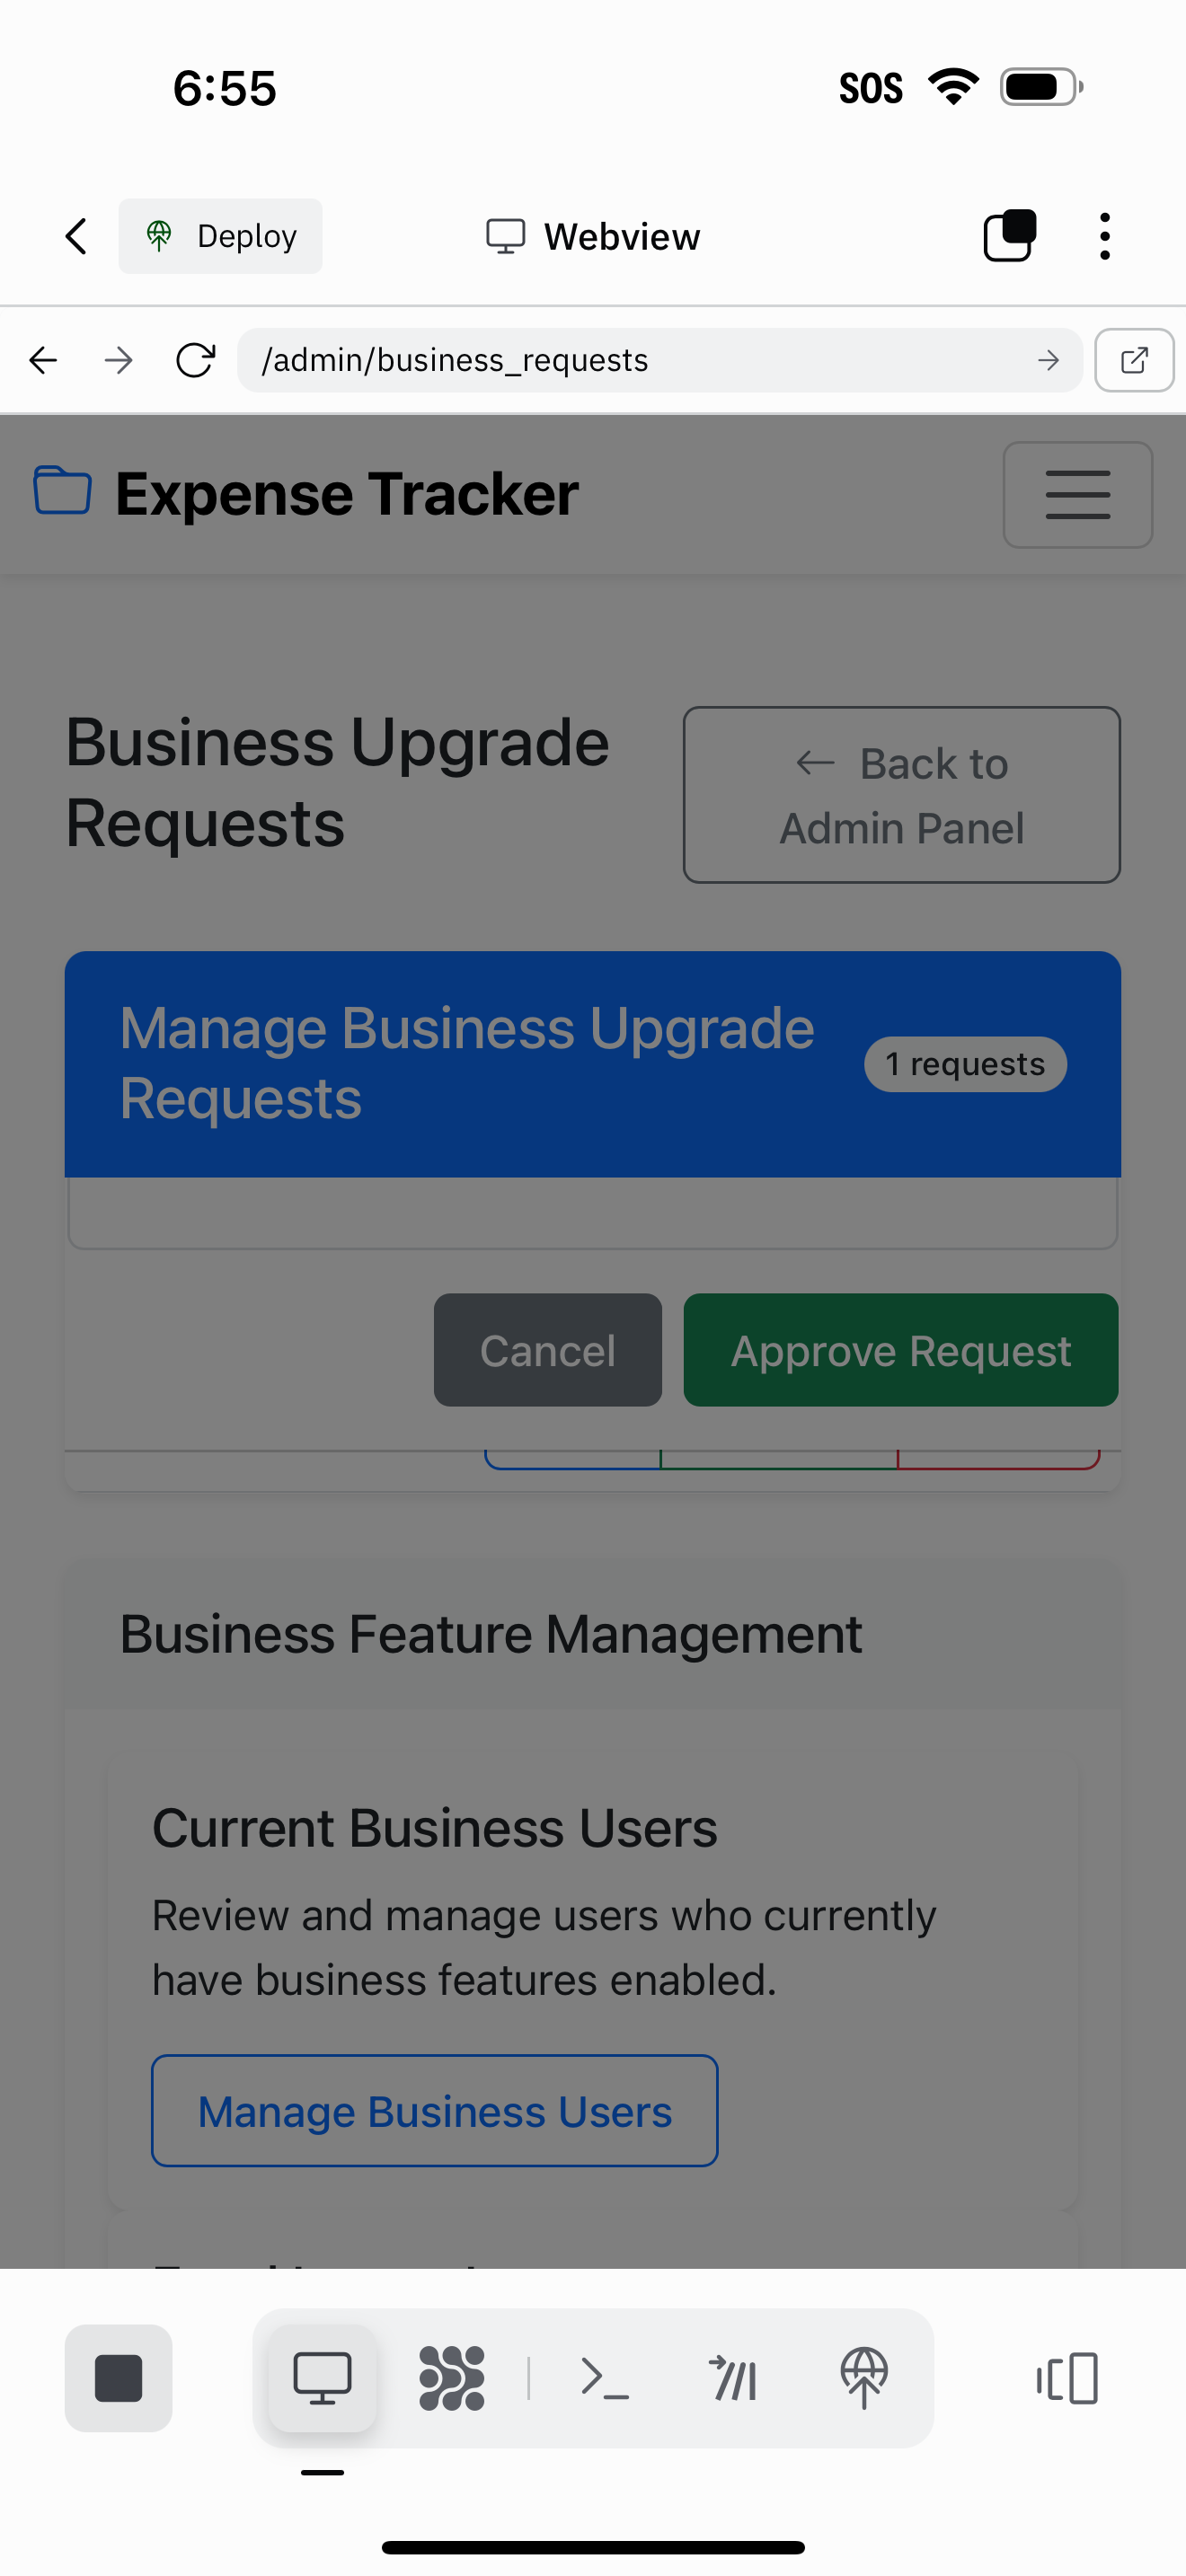 6:55
SOS
Deploy
Webview
/admin/business_requests
Expense Tracker
Business Upgrade
Requests
Back to
Admin Panel
Manage Business Upgrade
Requests
1 requests
Cancel
Approve Request
Business Feature Management
Current Business Users
Review and manage users who currently
have business features enabled.
Manage Business Users